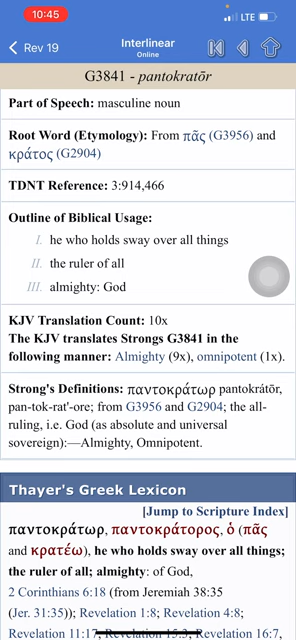 10:45
LTE
Rev 19
Interlinear
Online
G3841 - pantokratōr
Part of Speech: masculine noun
Root Word (Etymology): From πᾶς (G3956) and
κράτος (G2904)
TDNT Reference: 3:914,466
Outline of Biblical Usage:
I. he who holds sway over all things
II. the ruler of all
III. almighty: God
KJV Translation Count: 10x
The KJV translates Strongs G3841 in the
following manner: Almighty (9x), omnipotent (1x).
Strong's Definitions: παντοκράτωρ pantokrátōr,
pan-tok-rat'-ore; from G3956 and G2904; the all-
ruling, i.e. God (as absolute and universal
sovereign):—Almighty, Omnipotent.
Thayer's Greek Lexicon
[Jump to Scripture Index]
παντοκράτωρ, παντοκράτορος, ὁ (πᾶς
and κρατέω), he who holds sway over all things;
the ruler of all; almighty: of God,
2 Corinthians 6:18 (from Jeremiah 38:35
(Jer. 31:35)); Revelation 1:8; Revelation 4:8;
Revelation 11:17; Revelation 15:3; Revelation 16:7,